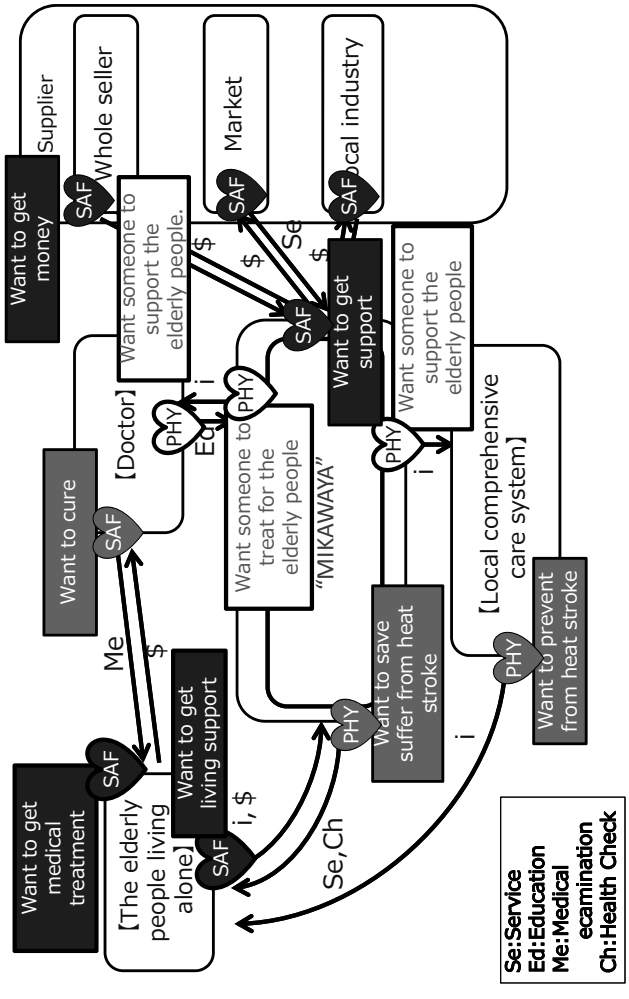 Want to get
medical
treatment
SAF
【The elderly
people living
alone】
Want to get
living support
SAF
i, $
Se,Ch
Me
$
Want to cure
SAF
【Doctor】
PHY
Ed
i
PHY
Want someone to
support the
elderly people.
Want to get
money
Supplier
Whole seller
SAF
Market
SAF
ocal industry
SAF
$
$
Se
$
SAF
Want to get
support
Want someone to
treat for the
elderly people
“MIKAWAYA”
Want someone to
support the
elderly people
PHY
i
Want to save
suffer from heat
stroke
PHY
【Local comprehensive
care system】
Want to prevent
from heat stroke
PHY
i
Se:Service
Ed:Education
Me:Medical
ecamination
Ch:Health Check